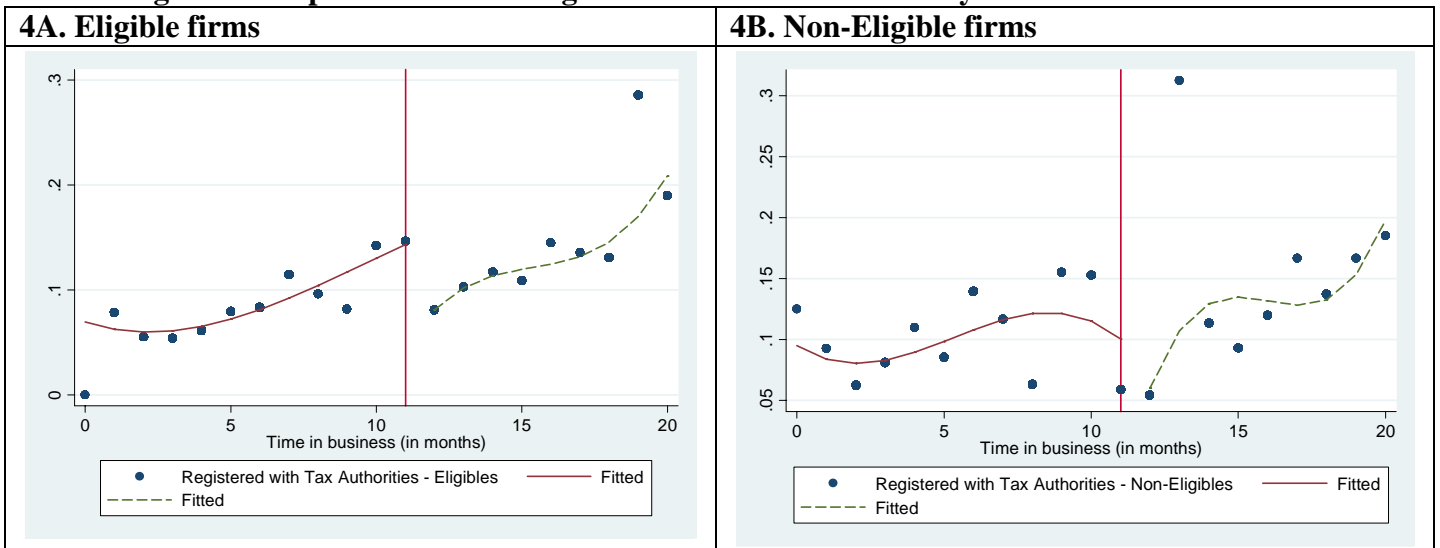 4A. Eligible firms
4B. Non-Eligible firms
.3
.2
.1
0
0 5 10 15 20
Time in business (in months)
Registered with Tax Authorities - Eligibles Fitted
Fitted
.3
.25
.2
.15
.1
.05
0 5 10 15 20
Time in business (in months)
Registered with Tax Authorities - Non-Eligibles Fitted
Fitted